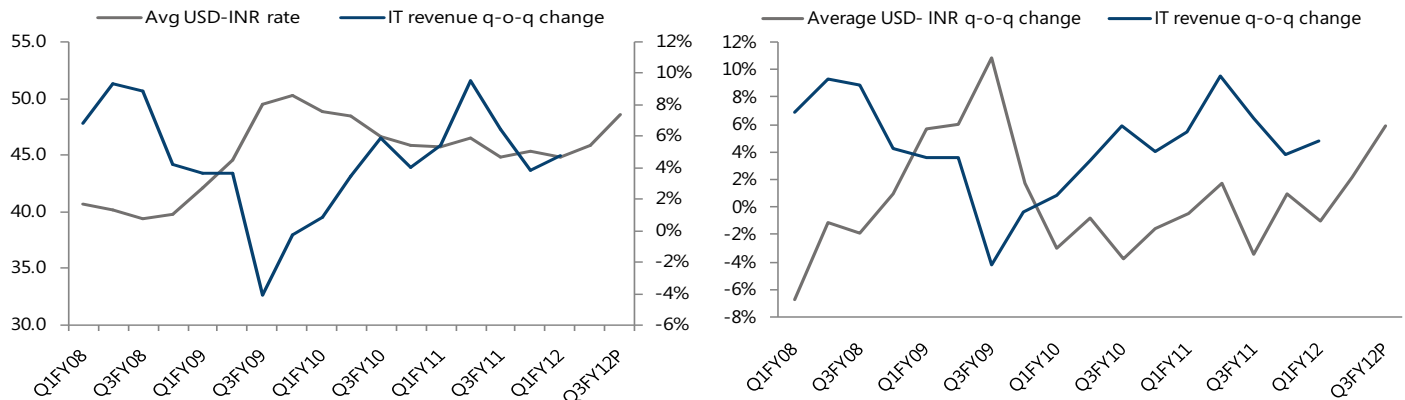 Avg USD-INR rate IT revenue q-o-q change
55.0
50.0
45.0
40.0
35.0
30.0
12%
10%
8%
6%
4%
2%
0%
-2%
-4%
-6%
Q1FY08
Q3FY08
Q1FY09
Q3FY09
Q1FY10
Q3FY10
Q1FY11
Q3FY11
Q1FY12
Q3FY12P
Average USD- INR q-o-q change IT revenue q-o-q change
12%
10%
8%
6%
4%
2%
0%
-2%
-4%
-6%
-8%
Q1FY08
Q3FY08
Q1FY09
Q3FY09
Q1FY10
Q3FY10
Q1FY11
Q3FY11
Q1FY12
Q3FY12P